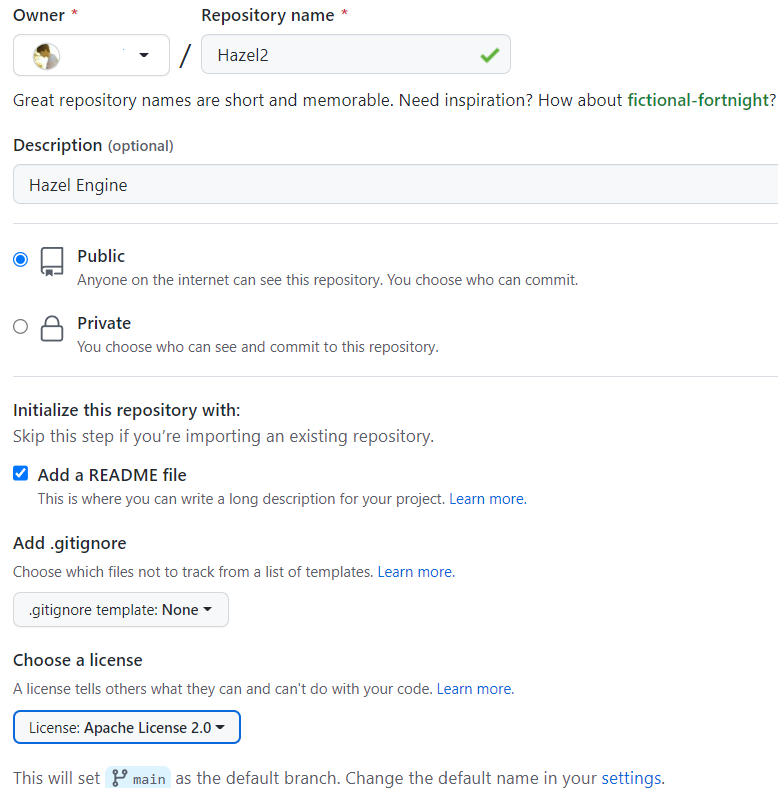 Owner * Repository name *
/ Hazel2
Great repository names are short and memorable. Need inspiration? How about fictional-fortnight?
Description (optional)
Hazel Engine
Public
Anyone on the internet can see this repository. You choose who can commit.
Private
You choose who can see and commit to this repository.
Initialize this repository with:
Skip this step if you’re importing an existing repository.
Add a README file
This is where you can write a long description for your project. Learn more.
Add .gitignore
Choose which files not to track from a list of templates. Learn more.
.gitignore template: None
Choose a license
A license tells others what they can and can't do with your code. Learn more.
License: Apache License 2.0
This will set main as the default branch. Change the default name in your settings.